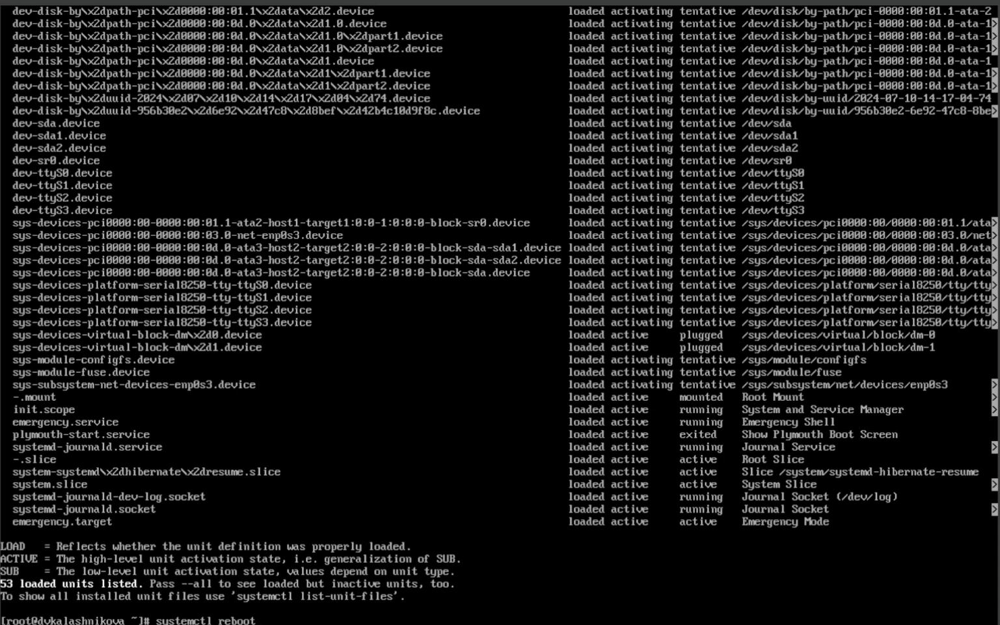 dev-disk-by\x2dpath-pci\x2d0000:00:01.1\x2data\x2d2.device loaded activating tentative /dev/disk/by-path/pci-0000:00:01.1-ata-2
dev-disk-by\x2dpath-pci\x2d0000:00:0d.0\x2data\x2d1.0.device loaded activating tentative /dev/disk/by-path/pci-0000:00:0d.0-ata-1>
dev-disk-by\x2dpath-pci\x2d0000:00:0d.0\x2data\x2d1.0\x2dpart1.device loaded activating tentative /dev/disk/by-path/pci-0000:00:0d.0-ata-1>
dev-disk-by\x2dpath-pci\x2d0000:00:0d.0\x2data\x2d1.0\x2dpart2.device loaded activating tentative /dev/disk/by-path/pci-0000:00:0d.0-ata-1>
dev-disk-by\x2dpath-pci\x2d0000:00:0d.0\x2data\x2d1.device loaded activating tentative /dev/disk/by-path/pci-0000:00:0d.0-ata-1
dev-disk-by\x2dpath-pci\x2d0000:00:0d.0\x2data\x2d1\x2dpart1.device loaded activating tentative /dev/disk/by-path/pci-0000:00:0d.0-ata-1>
dev-disk-by\x2dpath-pci\x2d0000:00:0d.0\x2data\x2d1\x2dpart2.device loaded activating tentative /dev/disk/by-path/pci-0000:00:0d.0-ata-1>
dev-disk-by\x2duuid-2024\x2d07\x2d10\x2d14\x2d17\x2d04\x2d74.device loaded activating tentative /dev/disk/by-uuid/2024-07-10-14-17-04-74
dev-disk-by\x2duuid-956b30e2\x2d6e92\x2d47c8\x2d8bef\x2d42b4c10d9f8c.device loaded activating tentative /dev/disk/by-uuid/956b30e2-6e92-47c8-8be>
dev-sda.device loaded activating tentative /dev/sda
dev-sda1.device loaded activating tentative /dev/sda1
dev-sda2.device loaded activating tentative /dev/sda2
dev-sr0.device loaded activating tentative /dev/sr0
dev-ttyS0.device loaded activating tentative /dev/ttyS0
dev-ttyS1.device loaded activating tentative /dev/ttyS1
dev-ttyS2.device loaded activating tentative /dev/ttyS2
dev-ttyS3.device loaded activating tentative /dev/ttyS3
sys-devices-pci0000:00-0000:00:01.1-ata2-host1-target1:0:0-1:0:0:0-block-sr0.device loaded activating tentative /sys/devices/pci0000:00/0000:00:01.1/ata>
sys-devices-pci0000:00-0000:00:03.0-net-enp0s3.device loaded activating tentative /sys/devices/pci0000:00/0000:00:03.0/net>
sys-devices-pci0000:00-0000:00:0d.0-ata3-host2-target2:0:0-2:0:0:0-block-sda-sda1.device loaded activating tentative /sys/devices/pci0000:00/0000:00:0d.0/ata>
sys-devices-pci0000:00-0000:00:0d.0-ata3-host2-target2:0:0-2:0:0:0-block-sda-sda2.device loaded activating tentative /sys/devices/pci0000:00/0000:00:0d.0/ata>
sys-devices-pci0000:00-0000:00:0d.0-ata3-host2-target2:0:0-2:0:0:0-block-sda.device loaded activating tentative /sys/devices/pci0000:00/0000:00:0d.0/ata>
sys-devices-platform-serial8250-tty-ttyS0.device loaded activating tentative /sys/devices/platform/serial8250/tty/tty>
sys-devices-platform-serial8250-tty-ttyS1.device loaded activating tentative /sys/devices/platform/serial8250/tty/tty>
sys-devices-platform-serial8250-tty-ttyS2.device loaded activating tentative /sys/devices/platform/serial8250/tty/tty>
sys-devices-platform-serial8250-tty-ttyS3.device loaded activating tentative /sys/devices/platform/serial8250/tty/tty>
sys-devices-virtual-block-dm\x2d0.device loaded active plugged /sys/devices/virtual/block/dm-0
sys-devices-virtual-block-dm\x2d1.device loaded active plugged /sys/devices/virtual/block/dm-1
sys-module-configfs.device loaded activating tentative /sys/module/configfs
sys-module-fuse.device loaded activating tentative /sys/module/fuse
sys-subsystem-net-devices-enp0s3.device loaded activating tentative /sys/subsystem/net/devices/enp0s3 >
-.mount loaded active mounted Root Mount >
init.scope loaded active running System and Service Manager >
emergency.service loaded active running Emergency Shell
plymouth-start.service loaded active exited Show Plymouth Boot Screen
systemd-journald.service loaded active running Journal Service >
-.slice loaded active active Root Slice
system-systemd\x2dhibernate\x2dresume.slice loaded active active Slice /system/systemd-hibernate-resume
system.slice loaded active active System Slice >
systemd-journald-dev-log.socket loaded active running Journal Socket (/dev/log)
systemd-journald.socket loaded active running Journal Socket >
emergency.target loaded active active Emergency Mode
LOAD = Reflects whether the unit definition was properly loaded.
ACTIVE = The high-level unit activation state, i.e. generalization of SUB.
SUB = The low-level unit activation state, values depend on unit type.
53 loaded units listed. Pass --all to see loaded but inactive units, too.
To show all installed unit files use 'systemctl list-unit-files'.
[root@dvkalashnikova ~]# systemctl reboot